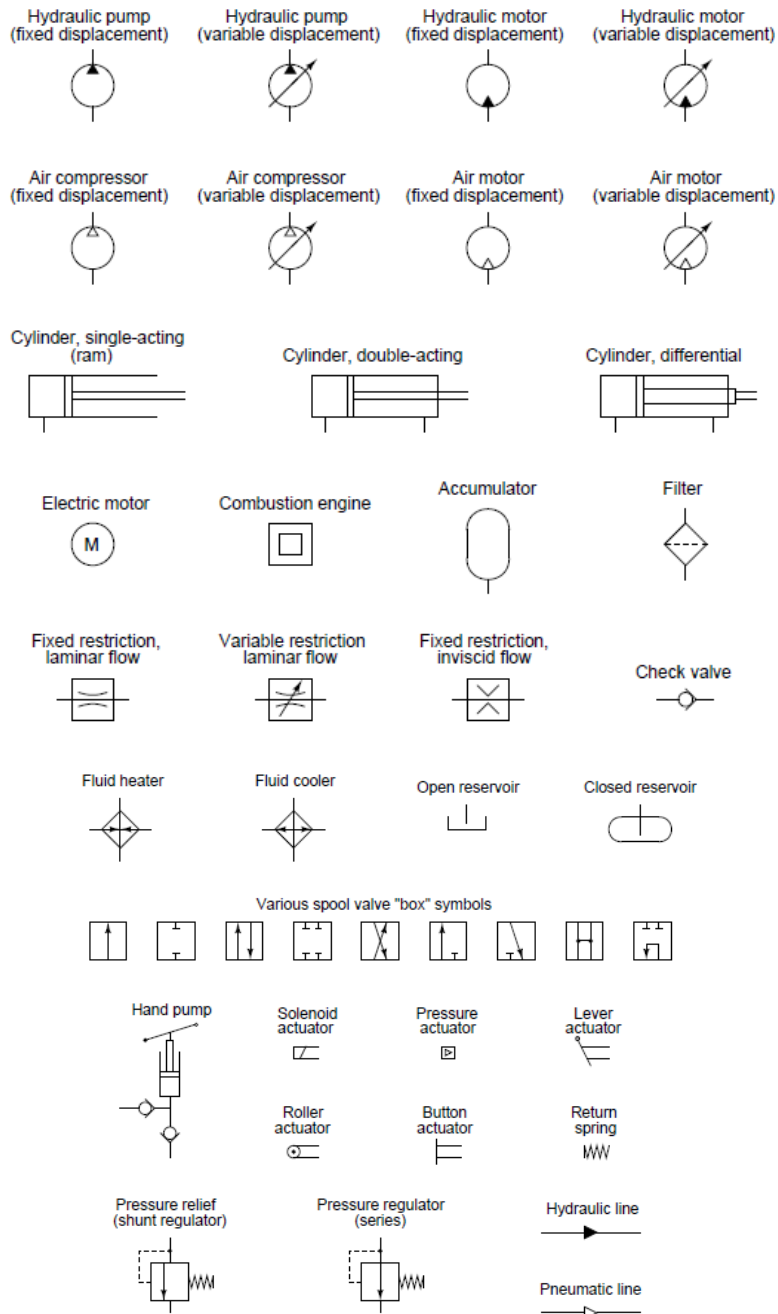 Hydraulic pump
(fixed displacement)
Hydraulic pump
(variable displacement)
Hydraulic motor
(fixed displacement)
Hydraulic motor
(variable displacement)
Air compressor
(fixed displacement)
Air compressor
(variable displacement)
Air motor
(fixed displacement)
Air motor
(variable displacement)
Cylinder, single-acting
(ram)
Cylinder, double-acting
Cylinder, differential
Electric motor
M
Combustion engine
Accumulator
Filter
Fixed restriction,
laminar flow
Variable restriction
laminar flow
Fixed restriction,
inviscid flow
Check valve
Fluid heater
Fluid cooler
Open reservoir
Closed reservoir
Various spool valve "box" symbols
Hand pump
Solenoid
actuator
Pressure
actuator
Lever
actuator
Roller
actuator
Button
actuator
Return
spring
Pressure relief
(shunt regulator)
Pressure regulator
(series)
Hydraulic line
Pneumatic line